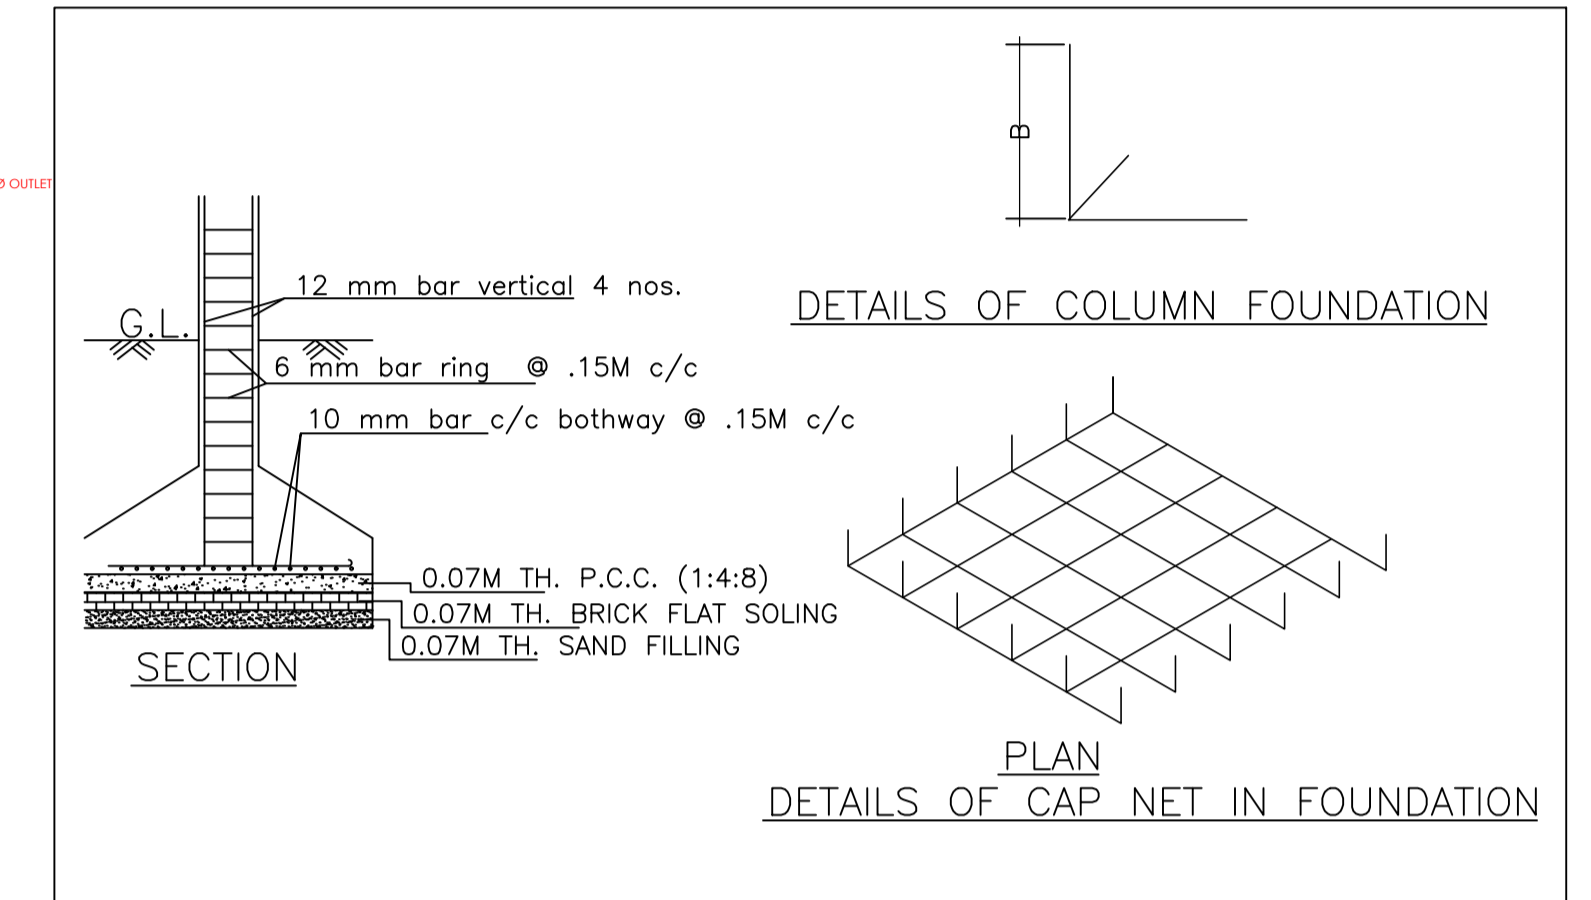 Ø OUTLET
B
DETAILS OF COLUMN FOUNDATION
12 mm bar vertical 4 nos.
G.L.
6 mm bar ring @ .15M c/c
10 mm bar c/c bothway @ .15M c/c
0.07M TH. P.C.C. (1:4:8)
0.07M TH. BRICK FLAT SOLING
0.07M TH. SAND FILLING
SECTION
PLAN
DETAILS OF CAP NET IN FOUNDATION